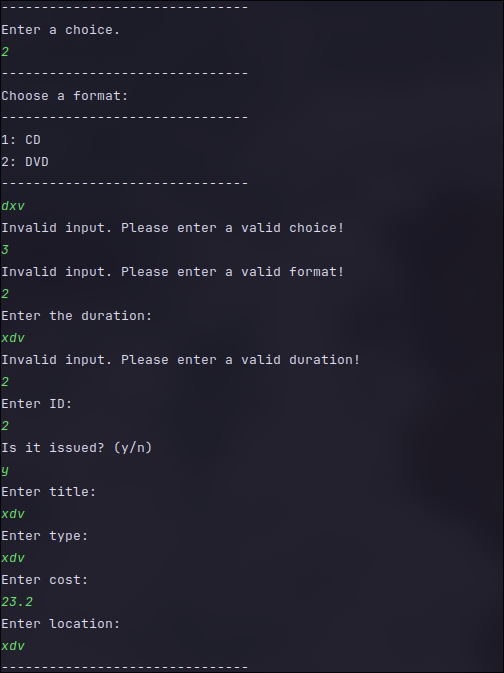 -------------------------------
Enter a choice.
2
-------------------------------
Choose a format:
-------------------------------
1: CD
2: DVD
-------------------------------
dxv
Invalid input. Please enter a valid choice!
3
Invalid input. Please enter a valid format!
2
Enter the duration:
xdv
Invalid input. Please enter a valid duration!
2
Enter ID:
2
Is it issued? (y/n)
y
Enter title:
xdv
Enter type:
xdv
Enter cost:
23.2
Enter location:
xdv
-------------------------------